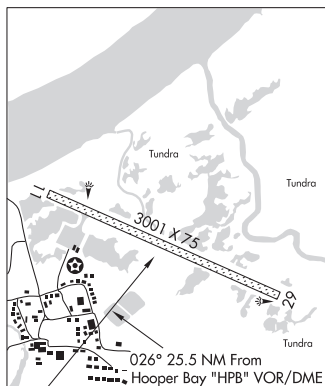 Tundra
Tundra
11
3001 X 75
29
Tundra
026° 25.5 NM From
Hooper Bay "HPB" VOR/DME